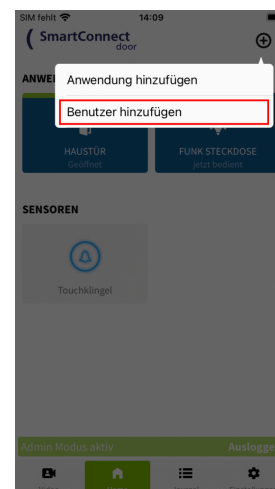 SIM fehlt 14:09
SmartConnect
door
ANWE
Anwendung hinzufügen
Benutzer hinzufügen
HAUSTÜR
Geöffnet
FUNK STECKDOSE
jetzt bedient
SENSOREN
Touchklingel
Admin Modus aktiv Auslogge